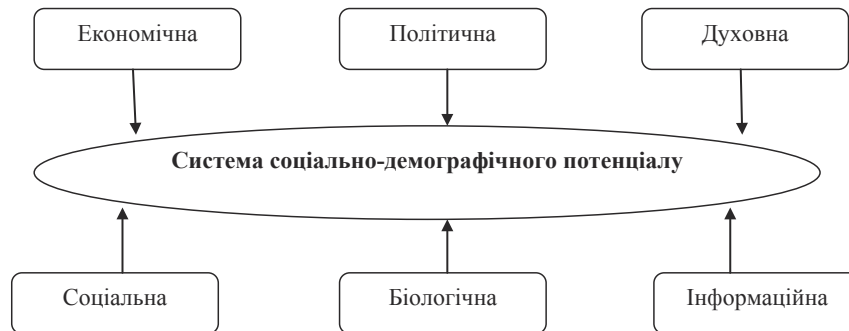 Економічна
Політична
Духовна
Система соціально-демографічного потенціалу
Соціальна
Біологічна
Інформаційна